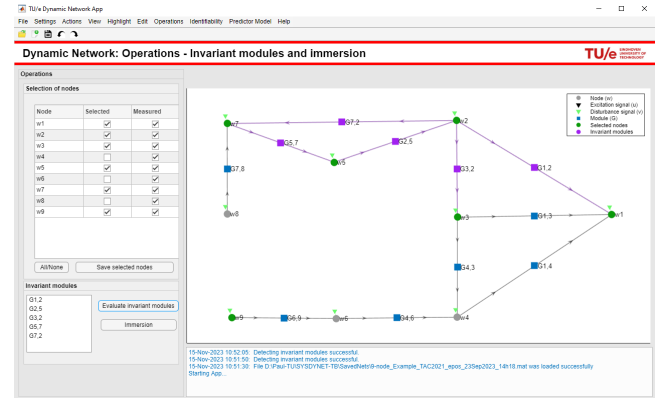 TU/e Dynamic Network App
File Settings Actions View Highlight Edit Operations Identifiability Predictor Model Help
Dynamic Network: Operations - Invariant modules and immersion
TU/e EINDHOVEN UNIVERSITY OF TECHNOLOGY
Operations
Selection of nodes
Node Selected Measured
w1
w2
w3
w4
w5
w6
w7
w8
w9
All/None Save selected nodes
Invariant modules
G1,2
G2,5
G3,2
G5,7
G7,2
Evaluate invariant modules
Immersion
Node (w)
Excitation signal (u)
Disturbance signal (v)
Module (G)
Selected nodes
Invariant modules
w7 G7,2 w2
G5,7 G2,5
w5
G7,8 G3,2 G1,2
w8 w3 G1,3 w1
G4,3 G1,4
w9 G6,9 w6 G4,6 w4
15-Nov-2023 10:52:05: Detecting invariant modules successful.
15-Nov-2023 10:51:50: Detecting invariant modules successful.
15-Nov-2023 10:51:30: File D:\Paul-TU\SYSDYNET-TB\SavedNets\9-node_Example_TAC2021_epos_23Sep2023_14h18.mat was loaded successfully
Starting App...